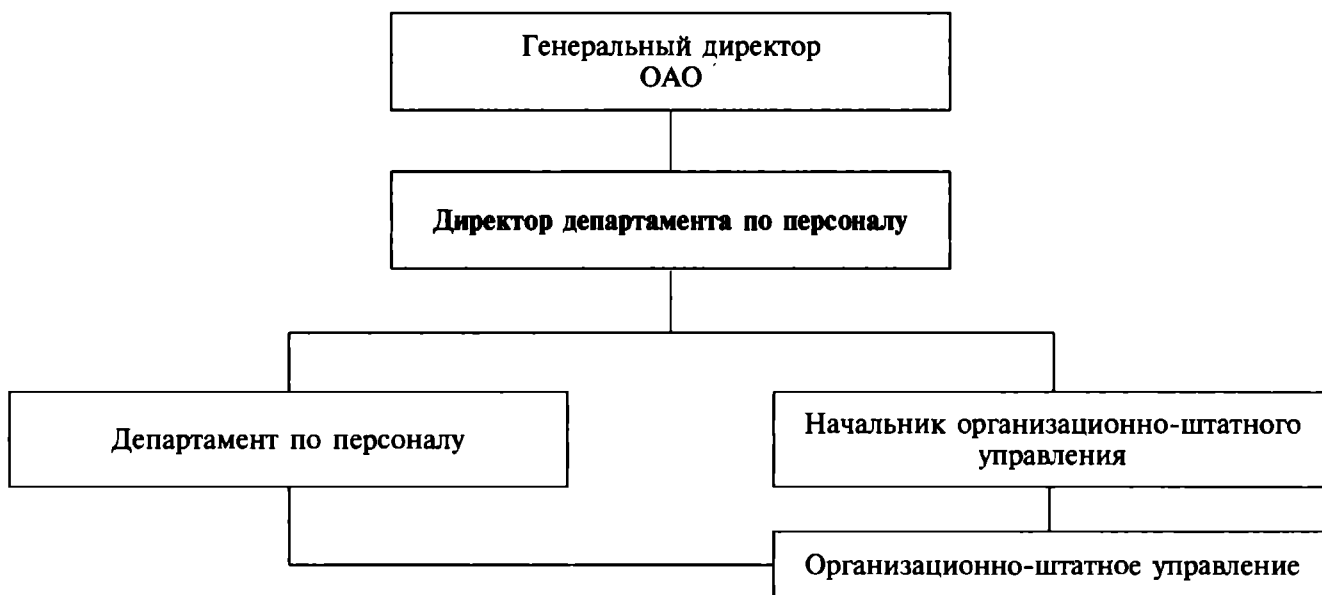 Генеральный директор
ОАО
Директор департамента по персоналу
Департамент по персоналу
Начальник организационно-штатного
управления
Организационно-штатное управление